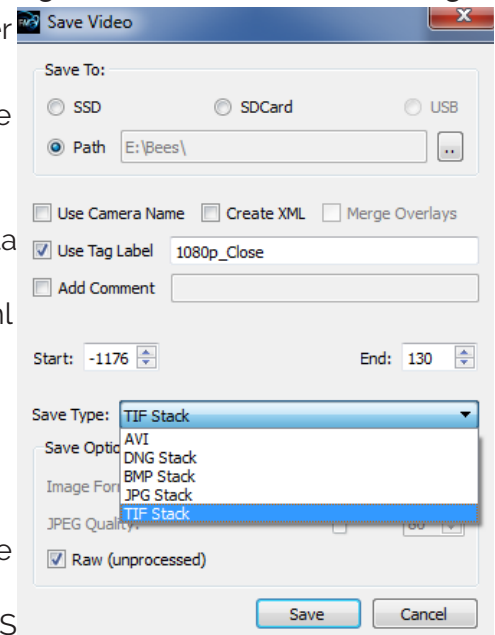 Save Video
Save To:
SSD SDCard USB
Path E:\Bees\ ..
Use Camera Name Create XML Merge Overlays
Use Tag Label 1080p_Close
Add Comment
Start: -1176 End: 130
Save Type: TIF Stack
AVI
DNG Stack
BMP Stack
JPG Stack
TIF Stack
Save Optio
Image For
JPEG Quality:
Raw (unprocessed)
Save Cancel